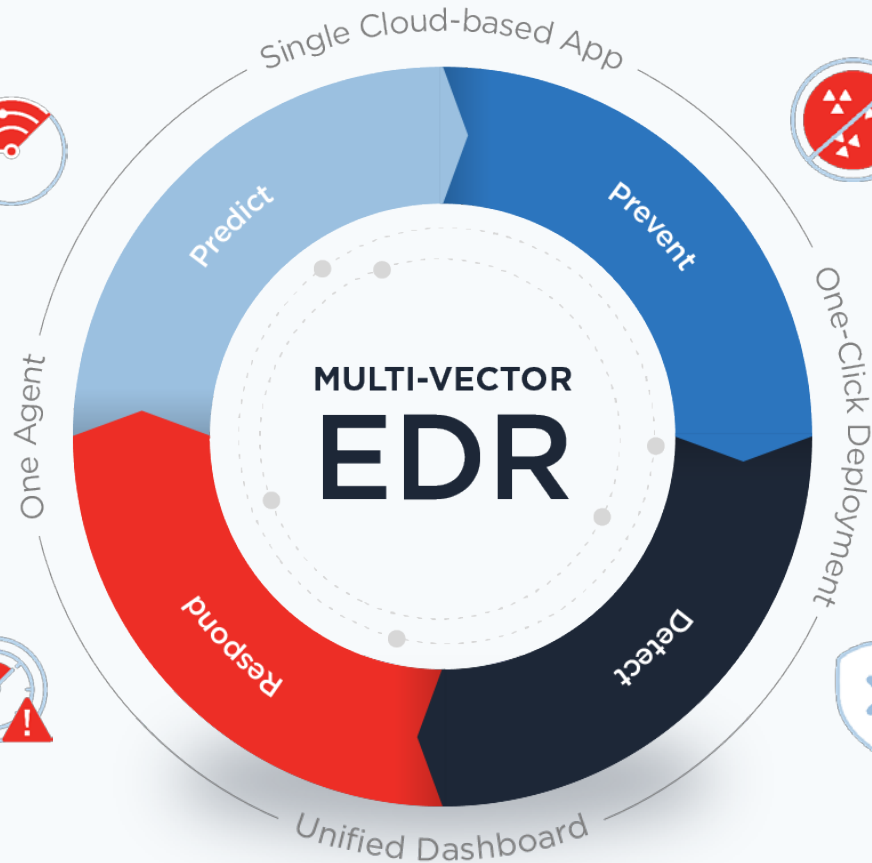 Single Cloud-based App
Predict
Prevent
One Agent
MULTI-VECTOR
EDR
One-Click Deployment
Respond
Detect
!
Unified Dashboard